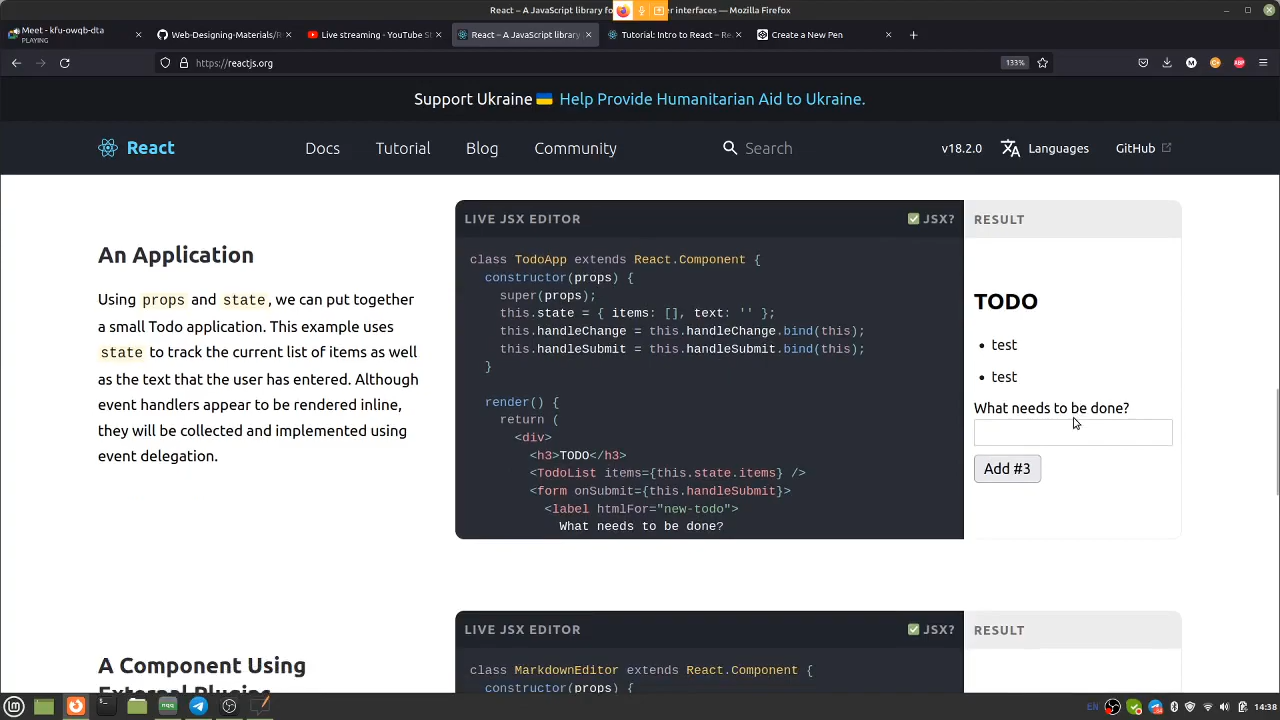 React – A JavaScript library fo
er interfaces — Mozilla Firefox
Meet - kfu-owqb-dta
PLAYING
Web-Designing-Materials/R
Live streaming - YouTube St
React – A JavaScript library
Tutorial: Intro to React – Re
Create a New Pen
https://reactjs.org
133%
Support Ukraine 🇺🇦 Help Provide Humanitarian Aid to Ukraine.
React
Docs
Tutorial
Blog
Community
Search
v18.2.0
Languages
GitHub
An Application
Using props and state, we can put together
a small Todo application. This example uses
state to track the current list of items as well
as the text that the user has entered. Although
event handlers appear to be rendered inline,
they will be collected and implemented using
event delegation.
LIVE JSX EDITOR
✅ JSX?
class TodoApp extends React.Component {
  constructor(props) {
    super(props);
    this.state = { items: [], text: '' };
    this.handleChange = this.handleChange.bind(this);
    this.handleSubmit = this.handleSubmit.bind(this);
  }
  render() {
    return (
      <div>
        <h3>TODO</h3>
        <TodoList items={this.state.items} />
        <form onSubmit={this.handleSubmit}>
          <label htmlFor="new-todo">
            What needs to be done?
RESULT
TODO
• test
• test
What needs to be done?
Add #3
A Component Using
External Plugins
LIVE JSX EDITOR
✅ JSX?
class MarkdownEditor extends React.Component {
  constructor(props) {
RESULT
EN
14:38